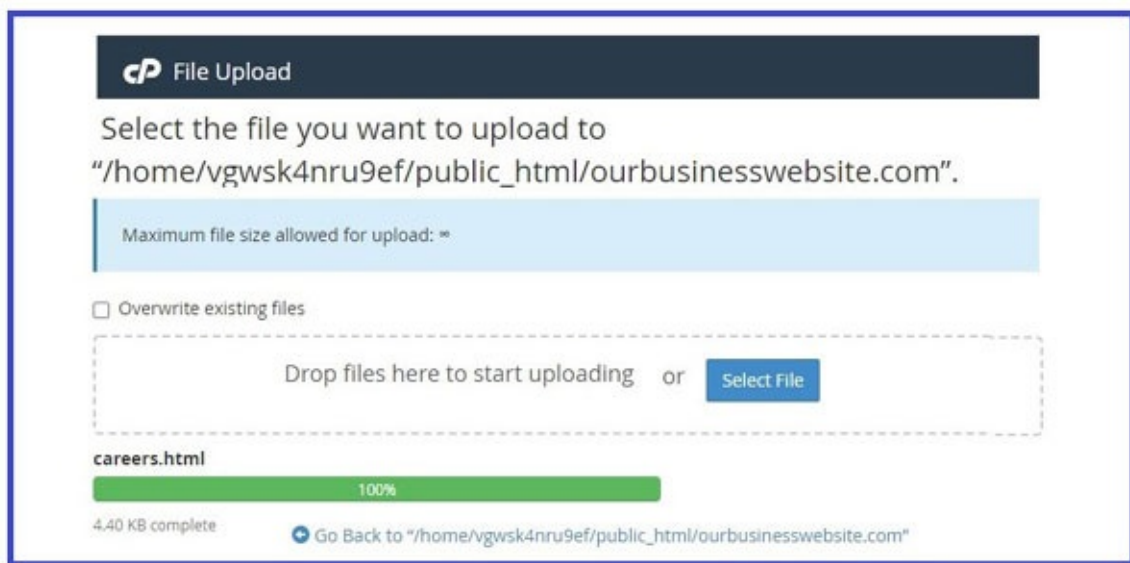 cP File Upload
Select the file you want to upload to
“/home/vgwsk4nru9ef/public_html/ourbusinesswebsite.com”.
Maximum file size allowed for upload: ∞
Overwrite existing files
Drop files here to start uploading or Select File
careers.html
100%
4.40 KB complete
Go Back to “/home/vgwsk4nru9ef/public_html/ourbusinesswebsite.com”